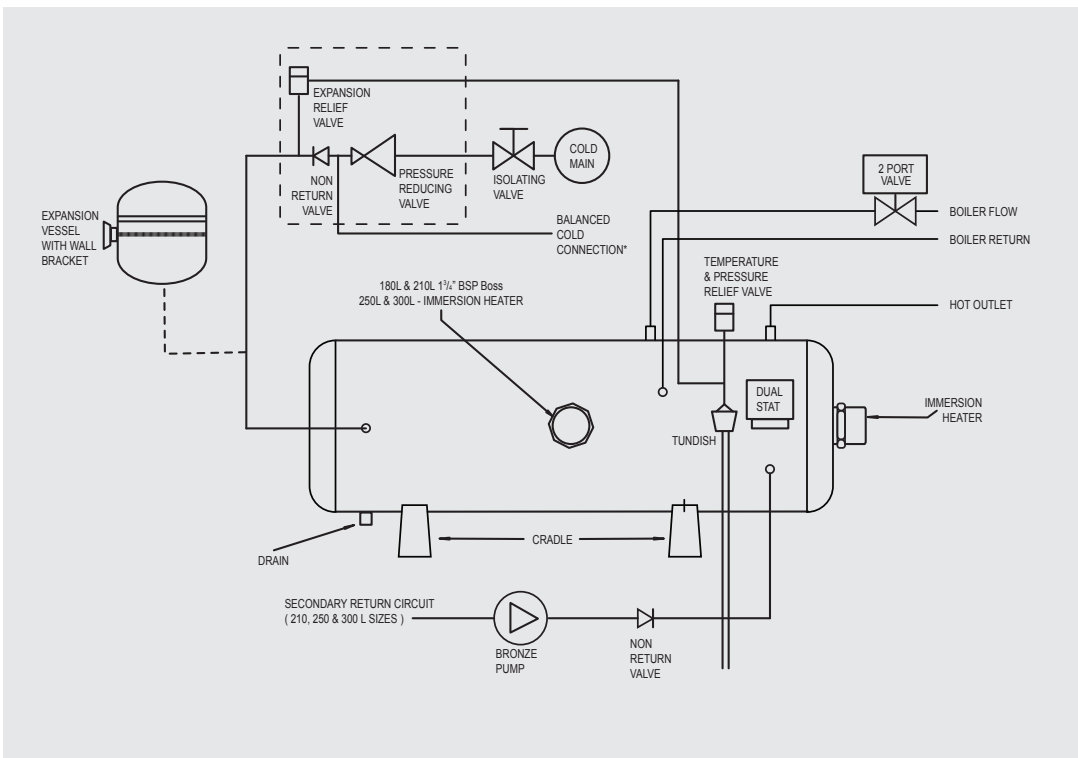 EXPANSION
RELIEF
VALVE
NON
RETURN
VALVE
PRESSURE
REDUCING
VALVE
ISOLATING
VALVE
COLD
MAIN
BALANCED
COLD
CONNECTION*
2 PORT
VALVE
BOILER FLOW
BOILER RETURN
EXPANSION
VESSEL
WITH WALL
BRACKET
TEMPERATURE
& PRESSURE
RELIEF VALVE
180L & 210L 1³/₄" BSP Boss
250L & 300L - IMMERSION HEATER
HOT OUTLET
DUAL
STAT
IMMERSION
HEATER
TUNDISH
CRADLE
DRAIN
SECONDARY RETURN CIRCUIT
( 210, 250 & 300 L SIZES )
BRONZE
PUMP
NON
RETURN
VALVE